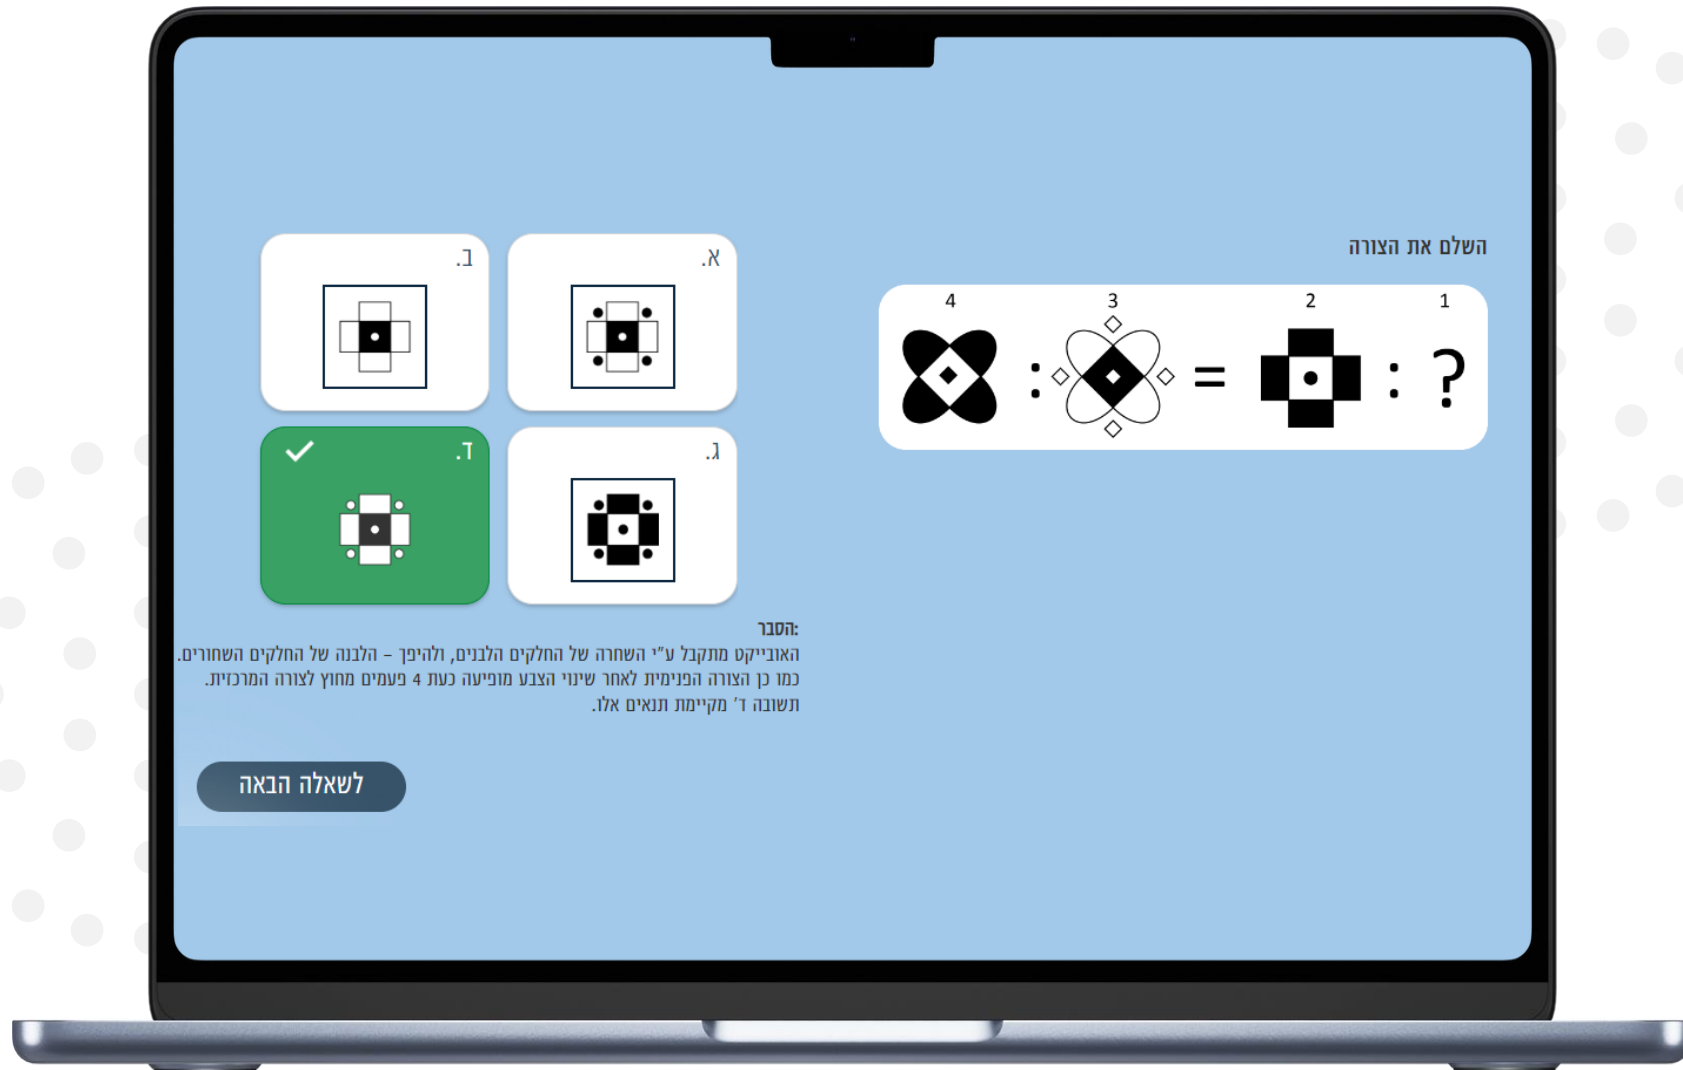 השלם את הצורה
4 3 2 1
: = : ?
א.
ב.
ג.
ד.
הסבר:
האובייקט מתקבל ע"י השחרה של החלקים הלבנים, ולהיפך – הלבנה של החלקים השחורים.
כמו כן הצורה הפנימית לאחר שינוי הצבע מופיעה כעת 4 פעמים מחוץ לצורה המרכזית.
תשובה ד' מקיימת תנאים אלו.
לשאלה הבאה